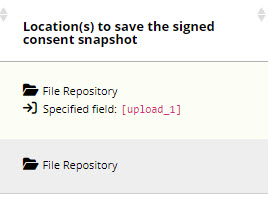 Location(s) to save the signed
consent snapshot
File Repository
Specified field: [upload_1]
File Repository